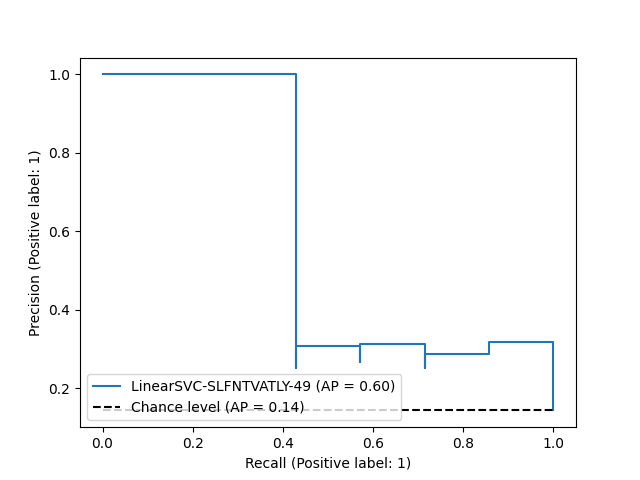 1.0
0.8
0.6
0.4
0.2
Precision (Positive label: 1)
LinearSVC-SLFNTVATLY-49 (AP = 0.60)
Chance level (AP = 0.14)
0.0 0.2 0.4 0.6 0.8 1.0
Recall (Positive label: 1)